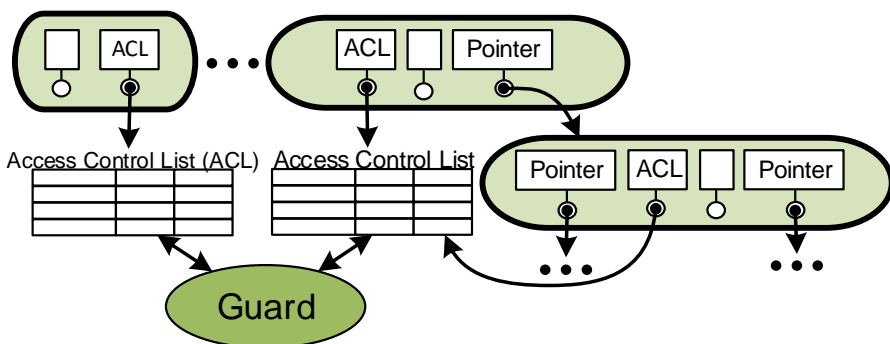 ACL
ACL
Pointer
Access Control List (ACL)
Access Control List
Pointer
ACL
Pointer
Guard